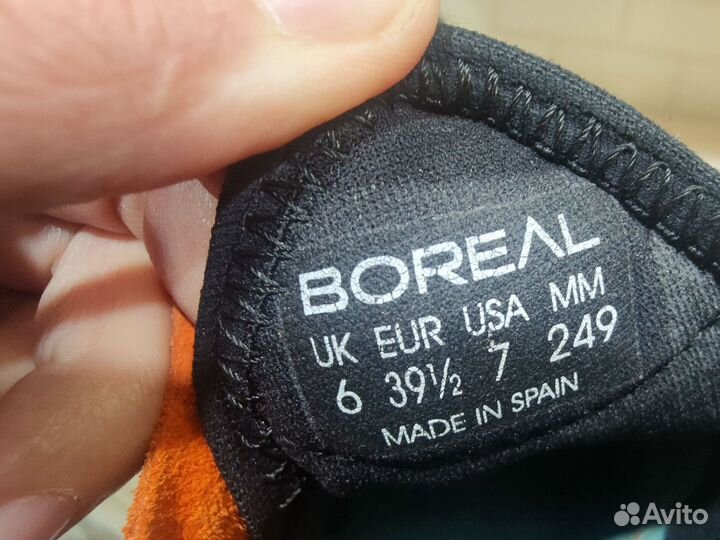 BOREAL
UK EUR USA MM
6 39½ 7 249
MADE IN SPAIN
Avito